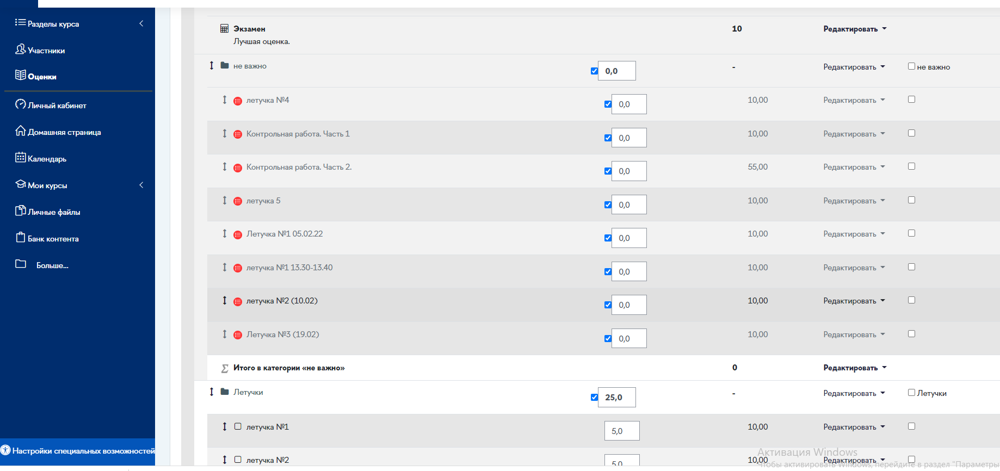 Разделы курса
Участники
Оценки
Личный кабинет
Домашняя страница
Календарь
Мои курсы
Личные файлы
Банк контента
Больше...
Настройки специальных возможностей
Экзамен 10 Редактировать
Лучшая оценка.
не важно 0,0 - Редактировать не важно
летучка №4 0,0 10,00 Редактировать
Контрольная работа. Часть 1 0,0 10,00 Редактировать
Контрольная работа. Часть 2. 0,0 55,00 Редактировать
летучка 5 0,0 10,00 Редактировать
Летучка №1 05.02.22 0,0 10,00 Редактировать
летучка №1 13.30-13.40 0,0 10,00 Редактировать
летучка №2 (10.02) 0,0 10,00 Редактировать
Летучка №3 (19.02) 0,0 10,00 Редактировать
Σ Итого в категории «не важно» 0 Редактировать
Летучки 25,0 - Редактировать Летучки
летучка №1 5,0 10,00 Редактировать
летучка №2 5,0 10,00 Редактировать
Активация Windows
Чтобы активировать Windows, перейдите в раздел "Параметры